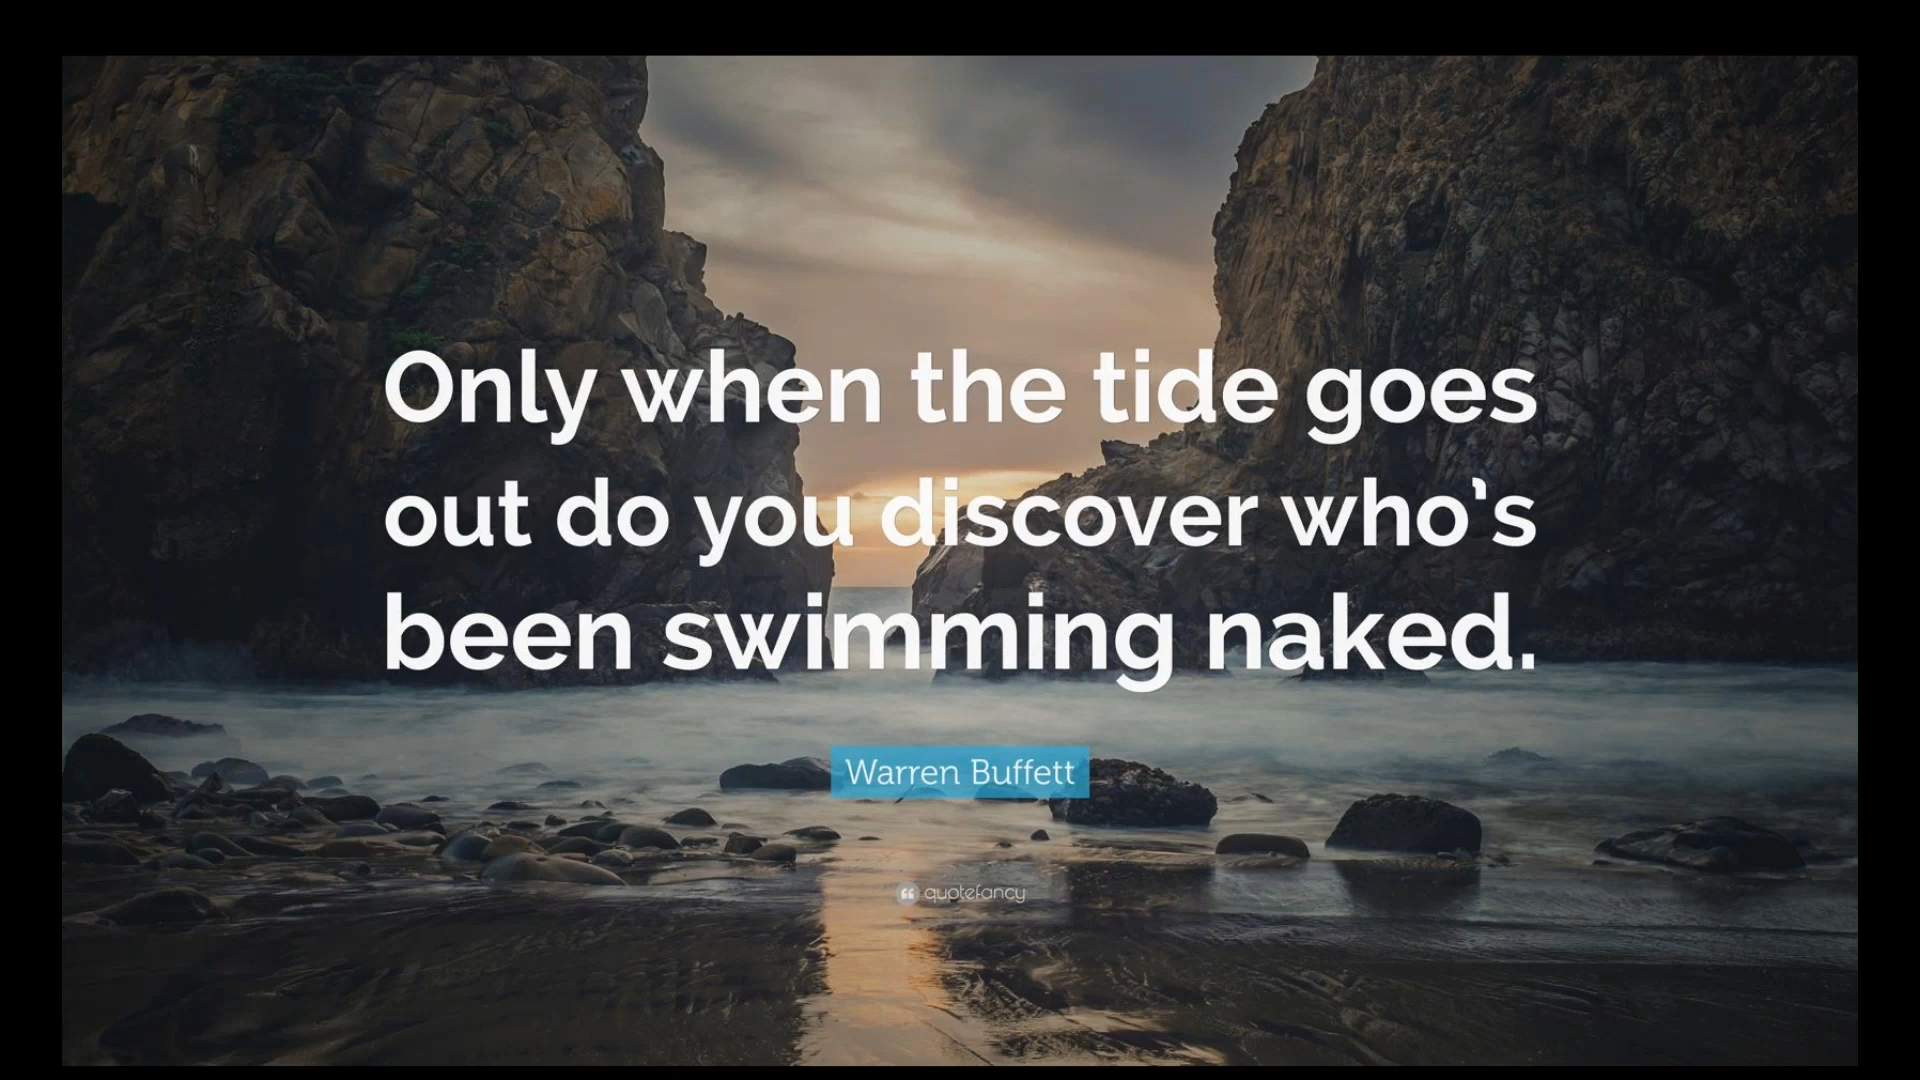 Only when the tide goes
out do you discover who’s
been swimming naked.
Warren Buffett
quotefancy